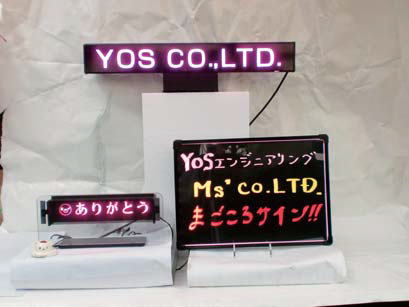 YOS CO.,LTD.
YOSエンジニアリング
Ms' CO.LTD.
まごころサイン!!
ありがとう